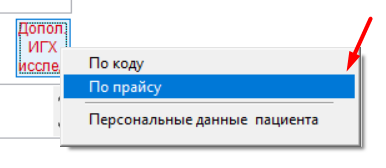 Допол.
ИГХ
иссле
По коду
По прайсу
Персональные данные пациента